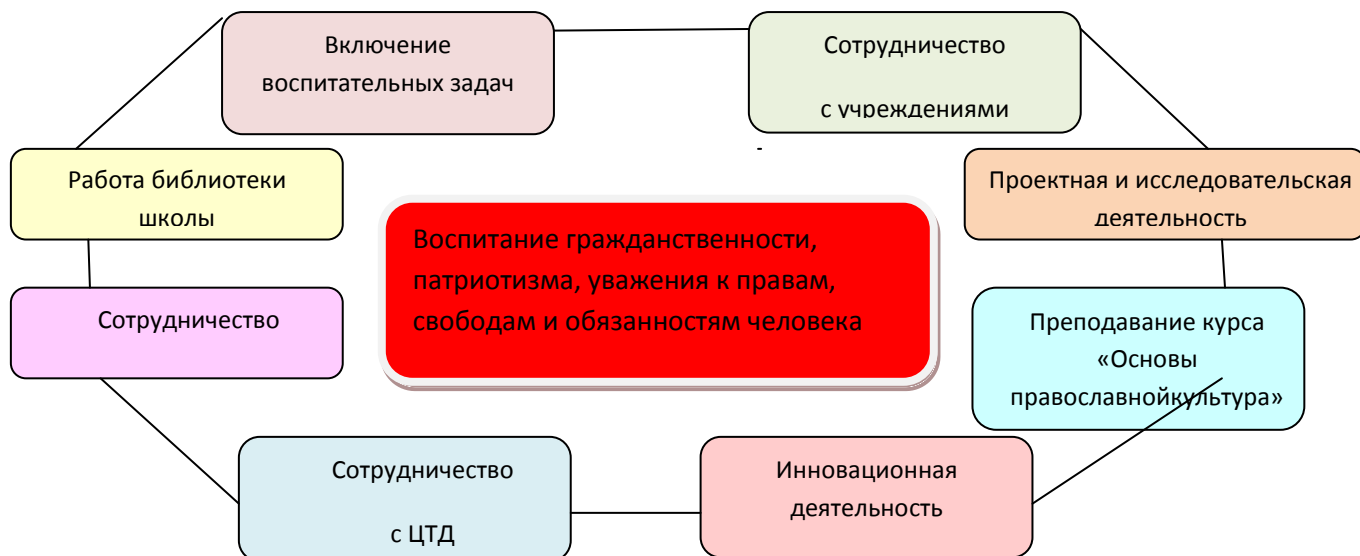 Включение
воспитательных задач
Сотрудничество
с учреждениями
Работа библиотеки
школы
Проектная и исследовательская
деятельность
Воспитание гражданственности,
патриотизма, уважения к правам,
свободам и обязанностям человека
Сотрудничество
Преподавание курса
«Основы
православнойкультура»
Сотрудничество
с ЦТД
Инновационная
деятельность